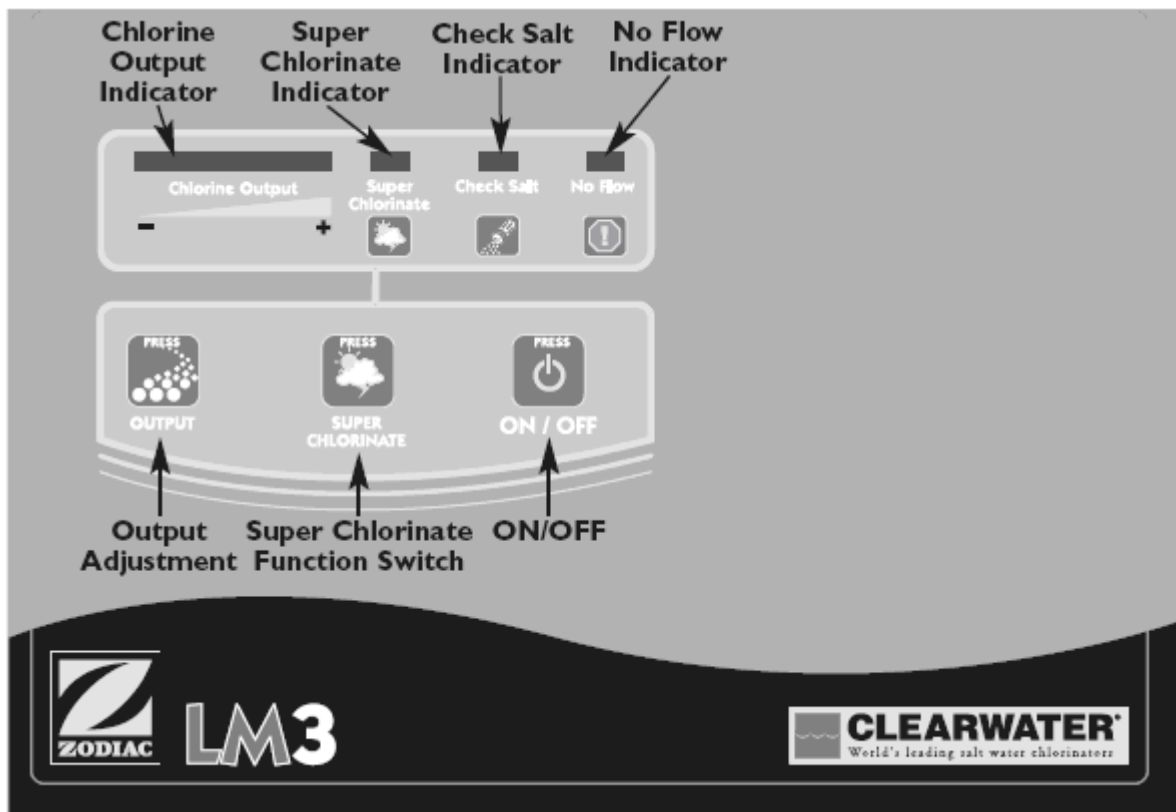 Chlorine
Output
Indicator
Super
Chlorinate
Indicator
Check Salt
Indicator
No Flow
Indicator
Chlorine Output
- +
Super
Chlorinate
Check Salt
No Flow
PRESS
OUTPUT
PRESS
SUPER
CHLORINATE
PRESS
ON / OFF
Output
Adjustment
Super Chlorinate
Function Switch
ON/OFF
ZODIAC
LM3
CLEARWATER
World's leading salt water chlorinators